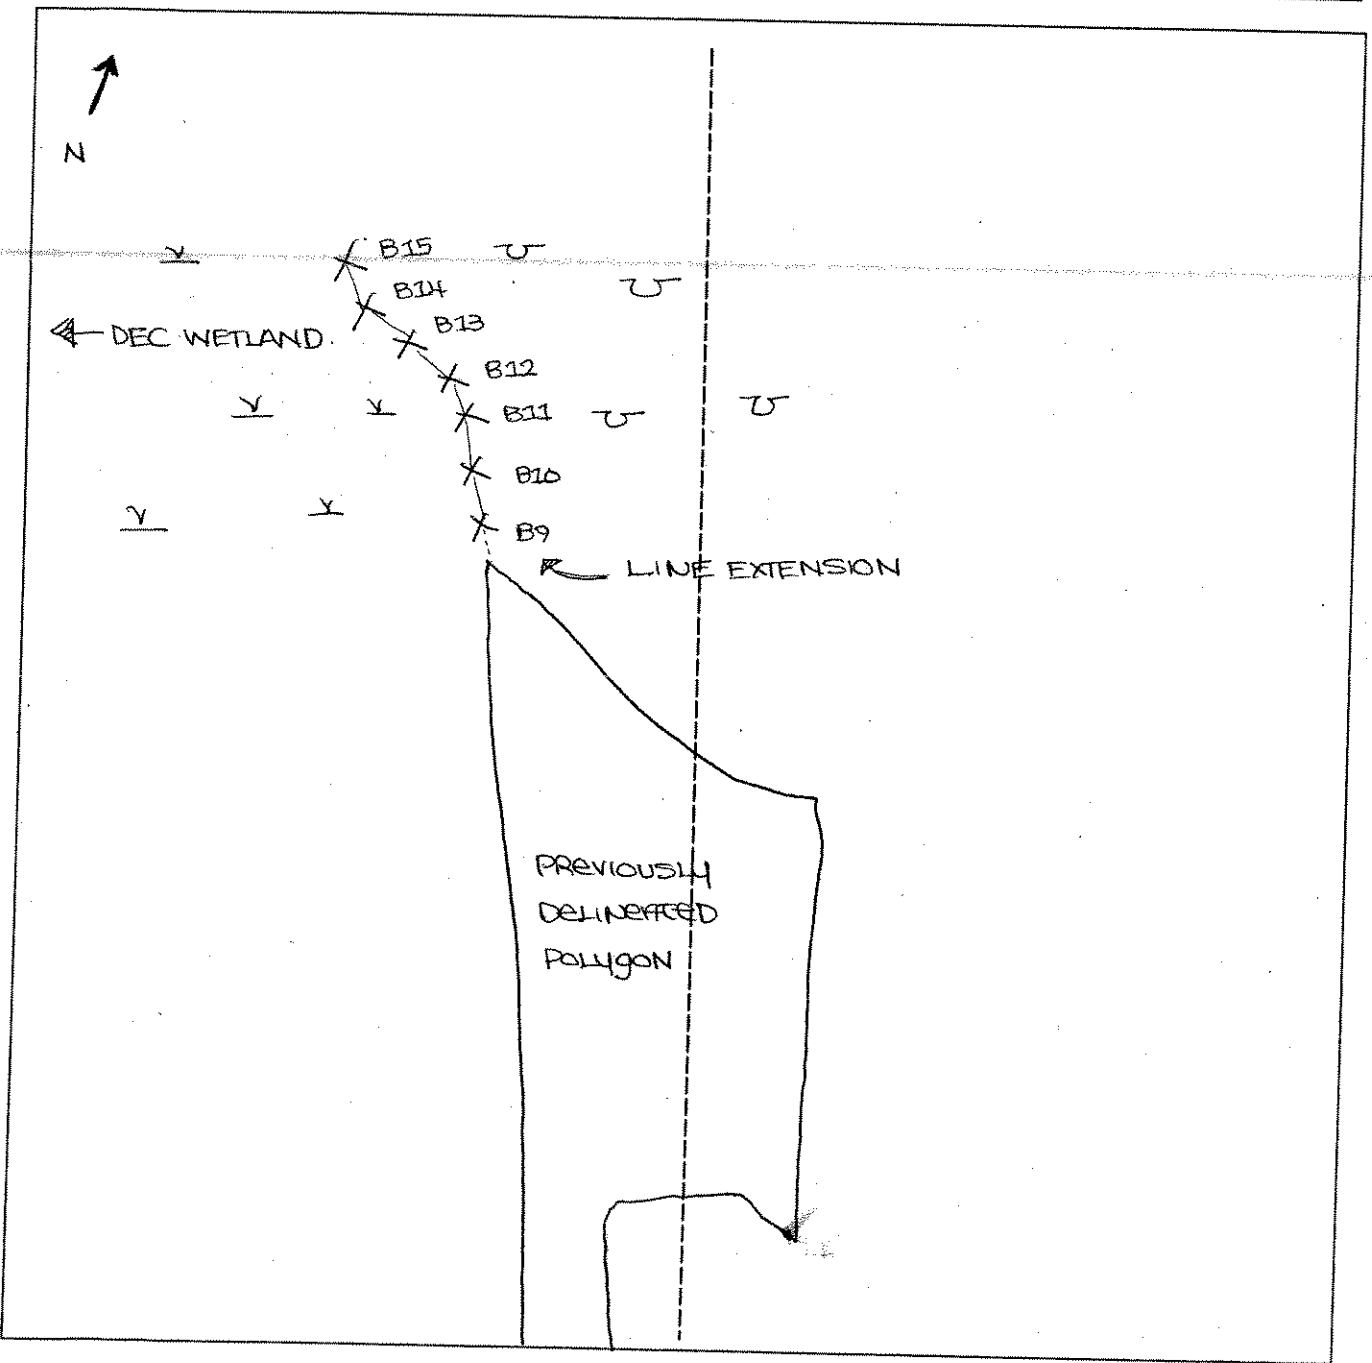 N
B15
B14
B13
DEC WETLAND
B12
B11
B10
B9
LINE EXTENSION
PREVIOUSLY
DELINEATED
POLYGON